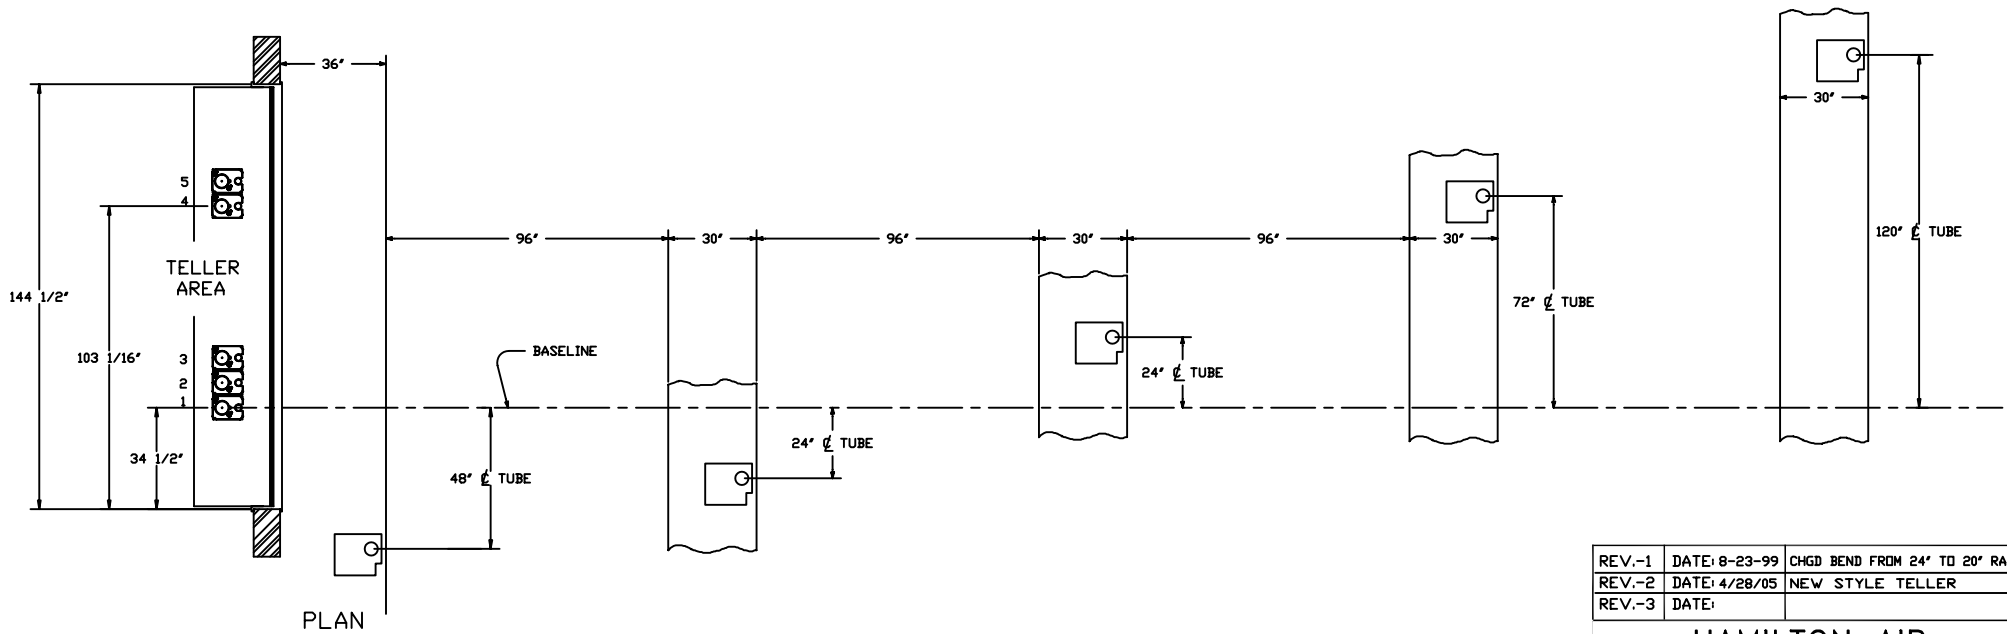 36"
30"
5
4
96"
30"
96"
30"
96"
30"
120" ℄ TUBE
TELLER
AREA
144 1/2"
72" ℄ TUBE
103 1/16"
3
2
1
BASELINE
24" ℄ TUBE
34 1/2"
48" ℄ TUBE
24" ℄ TUBE
REV.-1 DATE: 8-23-99 CHGD BEND FROM 24" TO 20" RA
REV.-2 DATE: 4/28/05 NEW STYLE TELLER
REV.-3 DATE:
PLAN
HAMILTON AIR